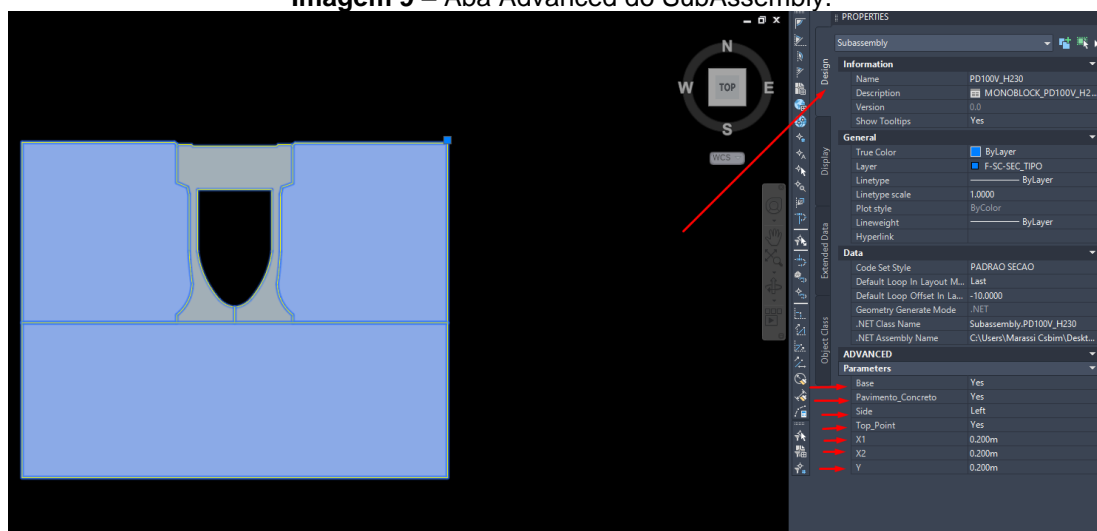 Imagem 9 – Aba Advanced do SubAssembly.
PROPERTIES
Subassembly
Information
Name PD100V_H230
Description MONOBLOCK_PD100V_H2...
Version 0.0
Show Tooltips Yes
General
True Color ByLayer
Layer F-SC-SEC_TIPO
Linetype ByLayer
Linetype scale 1.0000
Plot style ByColor
Lineweight ByLayer
Hyperlink
Data
Code Set Style PADRAO SECAO
Default Loop In Layout M... Last
Default Loop Offset In La... -10.0000
Geometry Generate Mode .NET
.NET Class Name Subassembly.PD100V_H230
.NET Assembly Name C:\Users\Marassi Csbim\Deskt...
ADVANCED
Parameters
Base Yes
Pavimento_Concreto Yes
Side Left
Top_Point Yes
X1 0.200m
X2 0.200m
Y 0.200m
Design
Display
Extended Data
Object Class
N
W TOP E
S
WCS